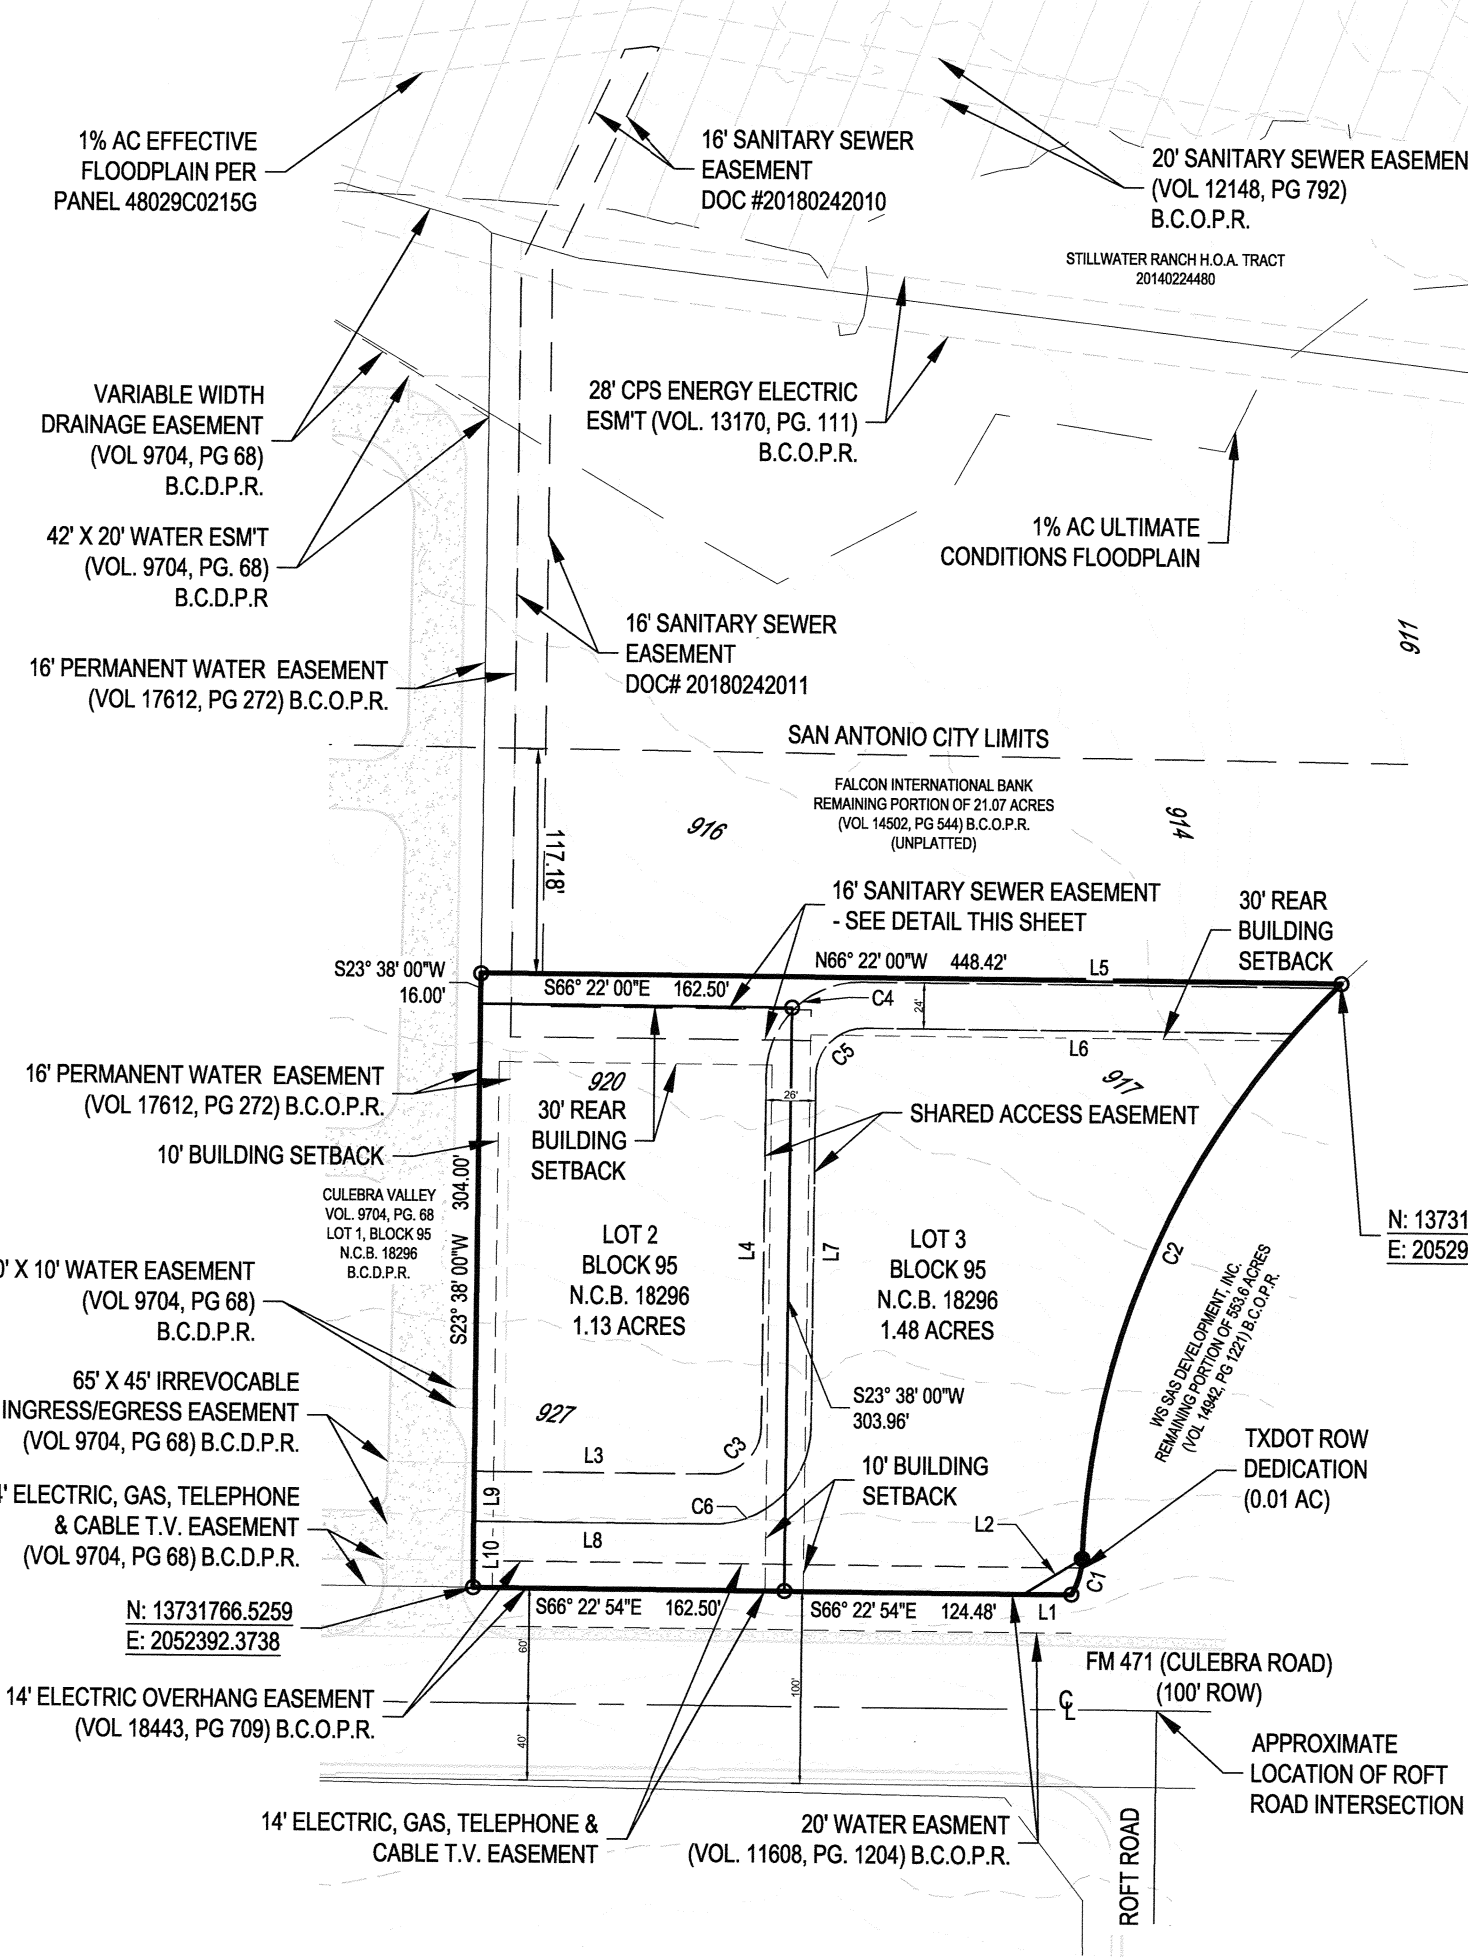 1% AC EFFECTIVE
FLOODPLAIN PER
PANEL 48029C0215G
16' SANITARY SEWER
EASEMENT
DOC #20180242010
20' SANITARY SEWER EASEMEN
(VOL 12148, PG 792)
B.C.O.P.R.
STILLWATER RANCH H.O.A. TRACT
20140224480
VARIABLE WIDTH
DRAINAGE EASEMENT
(VOL 9704, PG 68)
B.C.D.P.R.
28' CPS ENERGY ELECTRIC
ESM'T (VOL. 13170, PG. 111)
B.C.O.P.R.
42' X 20' WATER ESM'T
(VOL. 9704, PG. 68)
B.C.D.P.R
1% AC ULTIMATE
CONDITIONS FLOODPLAIN
16' SANITARY SEWER
EASEMENT
DOC# 20180242011
916
16' PERMANENT WATER EASEMENT
(VOL 17612, PG 272) B.C.O.P.R.
SAN ANTONIO CITY LIMITS
FALCON INTERNATIONAL BANK
REMAINING PORTION OF 21.07 ACRES
(VOL 14502, PG 544) B.C.O.P.R.
(UNPLATTED)
916
914
117.18'
16' SANITARY SEWER EASEMENT
- SEE DETAIL THIS SHEET
30' REAR
BUILDING
SETBACK
S23° 38' 00"W
16.00'
N66° 22' 00"W 448.42'
L5
S66° 22' 00"E 162.50'
C4
24'
C5
L6
16' PERMANENT WATER EASEMENT
(VOL 17612, PG 272) B.C.O.P.R.
920
30' REAR
BUILDING
SETBACK
26'
917
SHARED ACCESS EASEMENT
10' BUILDING SETBACK
CULEBRA VALLEY
VOL. 9704, PG. 68
LOT 1, BLOCK 95
N.C.B. 18296
B.C.D.P.R.
S23° 38' 00"W 304.00'
LOT 2
BLOCK 95
N.C.B. 18296
1.13 ACRES
L4
L7
LOT 3
BLOCK 95
N.C.B. 18296
1.48 ACRES
C2
N: 13731
E: 20529
WS SAS DEVELOPMENT, INC.
REMAINING PORTION OF 553.6 ACRES
(VOL 14942, PG 1221) B.C.O.P.R.
0' X 10' WATER EASEMENT
(VOL 9704, PG 68)
B.C.D.P.R.
65' X 45' IRREVOCABLE
INGRESS/EGRESS EASEMENT
(VOL 9704, PG 68) B.C.D.P.R.
927
S23° 38' 00"W
303.96'
TXDOT ROW
DEDICATION
(0.01 AC)
L3
C3
10' BUILDING
SETBACK
4' ELECTRIC, GAS, TELEPHONE
& CABLE T.V. EASEMENT
(VOL 9704, PG 68) B.C.D.P.R.
L9
C6
L8
L2
L10
C1
N: 13731766.5259
E: 2052392.3738
S66° 22' 54"E 162.50'
S66° 22' 54"E 124.48'
L1
60'
100'
40'
14' ELECTRIC OVERHANG EASEMENT
(VOL 18443, PG 709) B.C.O.P.R.
FM 471 (CULEBRA ROAD)
(100' ROW)
CL
APPROXIMATE
LOCATION OF ROFT
ROAD INTERSECTION
14' ELECTRIC, GAS, TELEPHONE &
CABLE T.V. EASEMENT
20' WATER EASMENT
(VOL. 11608, PG. 1204) B.C.O.P.R.
ROFT ROAD